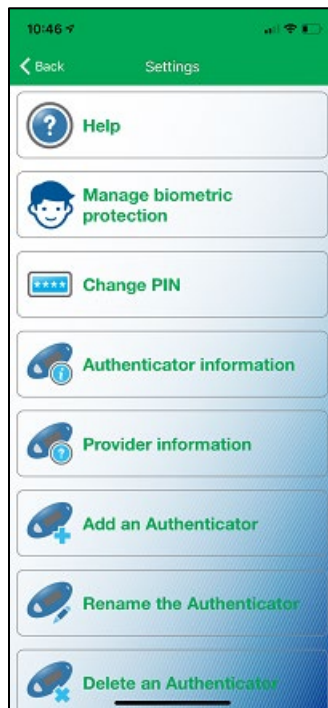 10:46
Back Settings
Help
Manage biometric
protection
****
Change PIN
Authenticator information
Provider information
Add an Authenticator
Rename the Authenticator
Delete an Authenticator